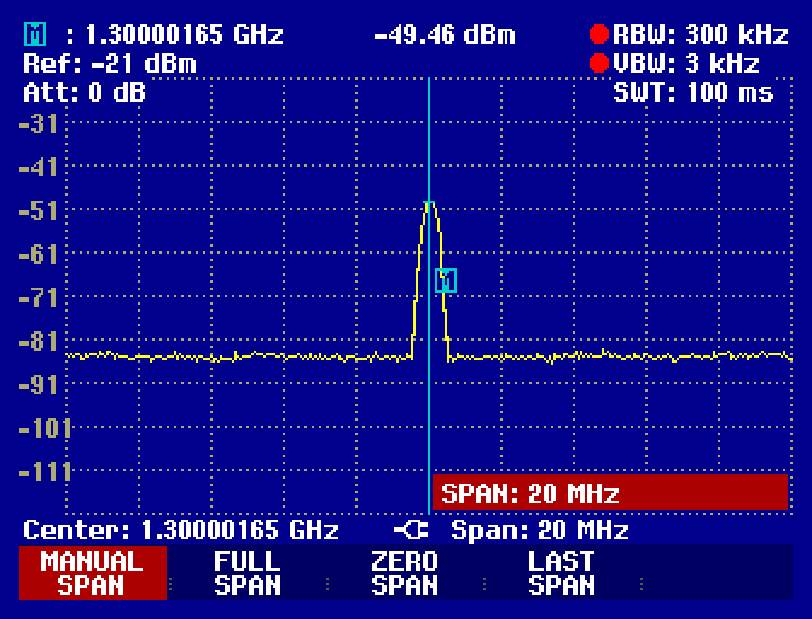 M : 1.30000165 GHz -49.46 dBm RBW: 300 kHz
Ref: -21 dBm VBW: 3 kHz
Att: 0 dB SWT: 100 ms
-31
-41
-51
-61
M
-71
-81
-91
-101
-111
SPAN: 20 MHz
Center: 1.30000165 GHz Span: 20 MHz
MANUAL FULL ZERO LAST
SPAN SPAN SPAN SPAN